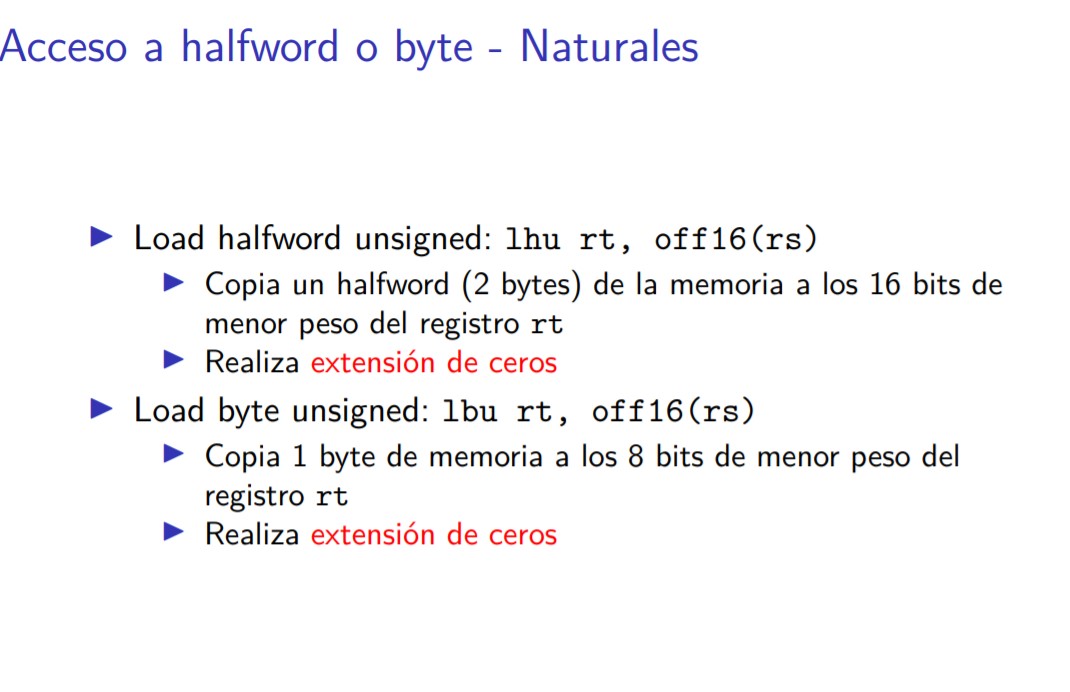 Acceso a halfword o byte - Naturales
▶ Load halfword unsigned: lhu rt, off16(rs)
▶ Copia un halfword (2 bytes) de la memoria a los 16 bits de
menor peso del registro rt
▶ Realiza extensión de ceros
▶ Load byte unsigned: lbu rt, off16(rs)
▶ Copia 1 byte de memoria a los 8 bits de menor peso del
registro rt
▶ Realiza extensión de ceros